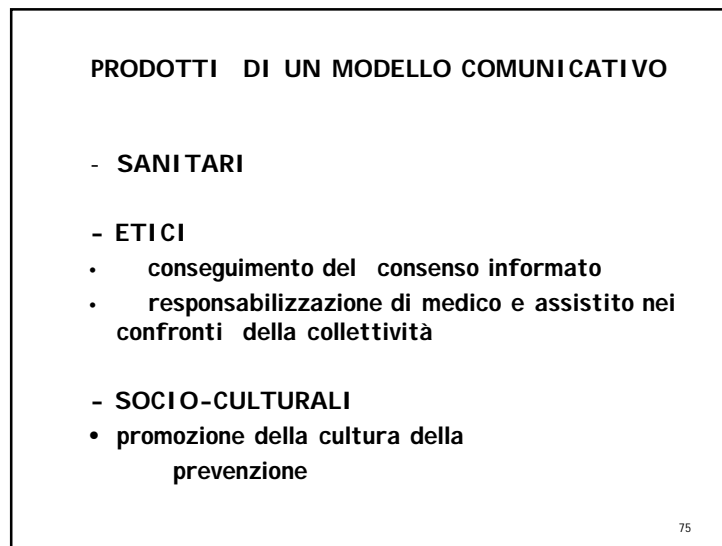 PRODOTTI DI UN MODELLO COMUNICATIVO
- SANITARI
- ETICI
• conseguimento del consenso informato
• responsabilizzazione di medico e assistito nei
confronti della collettività
- SOCIO-CULTURALI
• promozione della cultura della
prevenzione
75